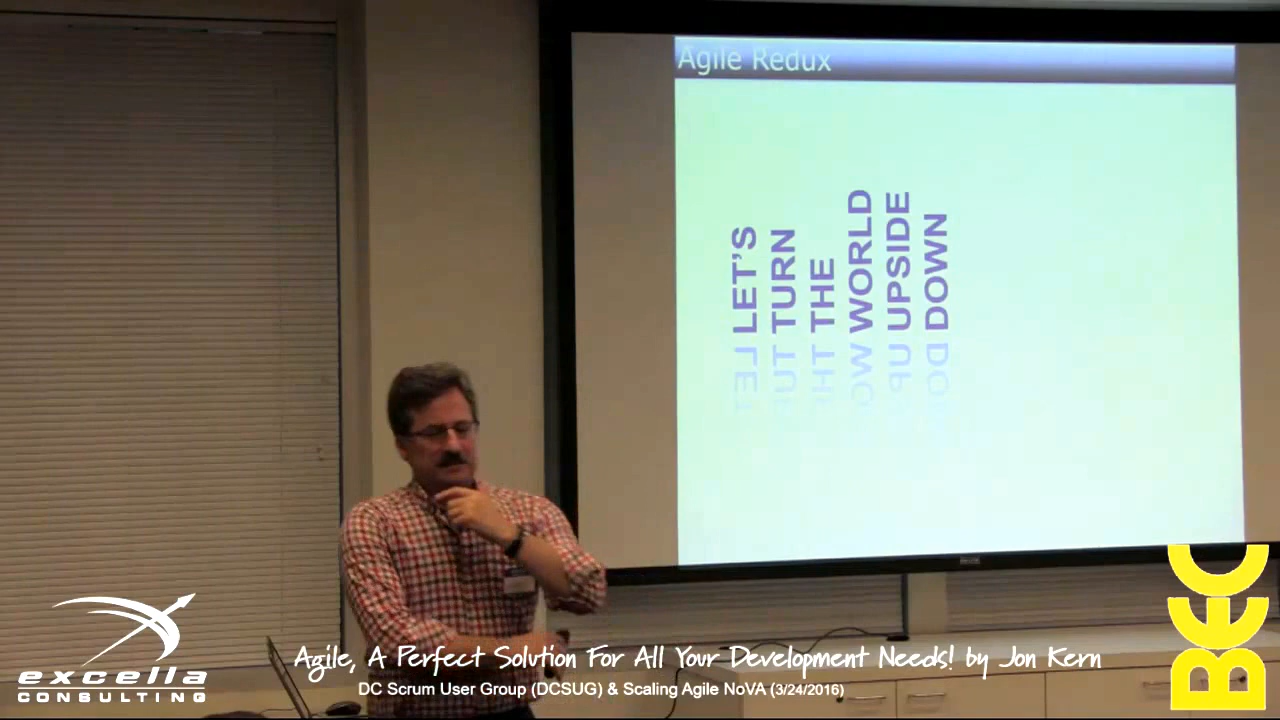 Agile Redux
LET'S
TURN
THE
WORLD
UPSIDE
DOWN
excella
CONSULTING
Agile, A Perfect Solution For All Your Development Needs! by Jon Kern
DC Scrum User Group (DCSUG) & Scaling Agile NoVA (3/24/2016)